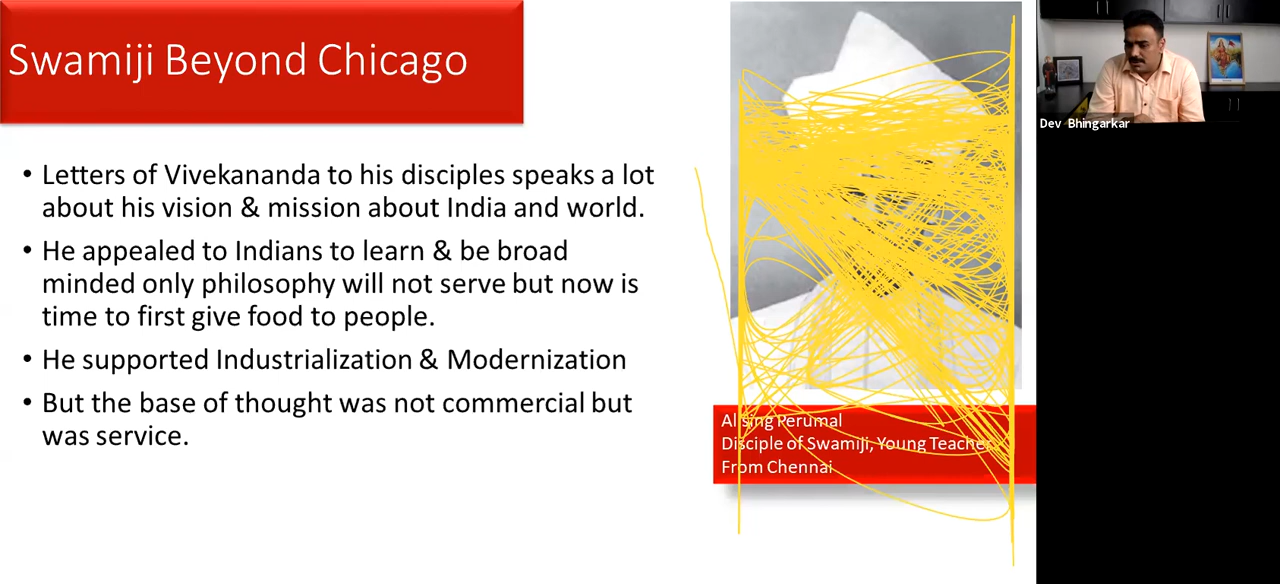 Swamiji Beyond Chicago
• Letters of Vivekananda to his disciples speaks a lot
about his vision & mission about India and world.
• He appealed to Indians to learn & be broad
minded only philosophy will not serve but now is
time to first give food to people.
• He supported Industrialization & Modernization
• But the base of thought was not commercial but
was service.
Perumal
Disciple of Swamiji, Young Teacher
From Chennai
Dev Bhingarkar